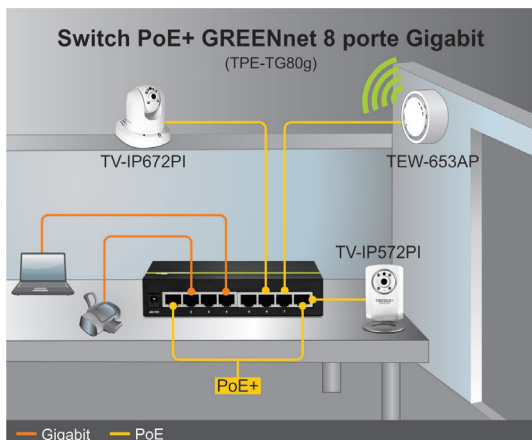 Switch PoE+ GREENnet 8 porte Gigabit
(TPE-TG80g)
TV-IP672PI
TEW-653AP
TV-IP572PI
PoE+
Gigabit
PoE